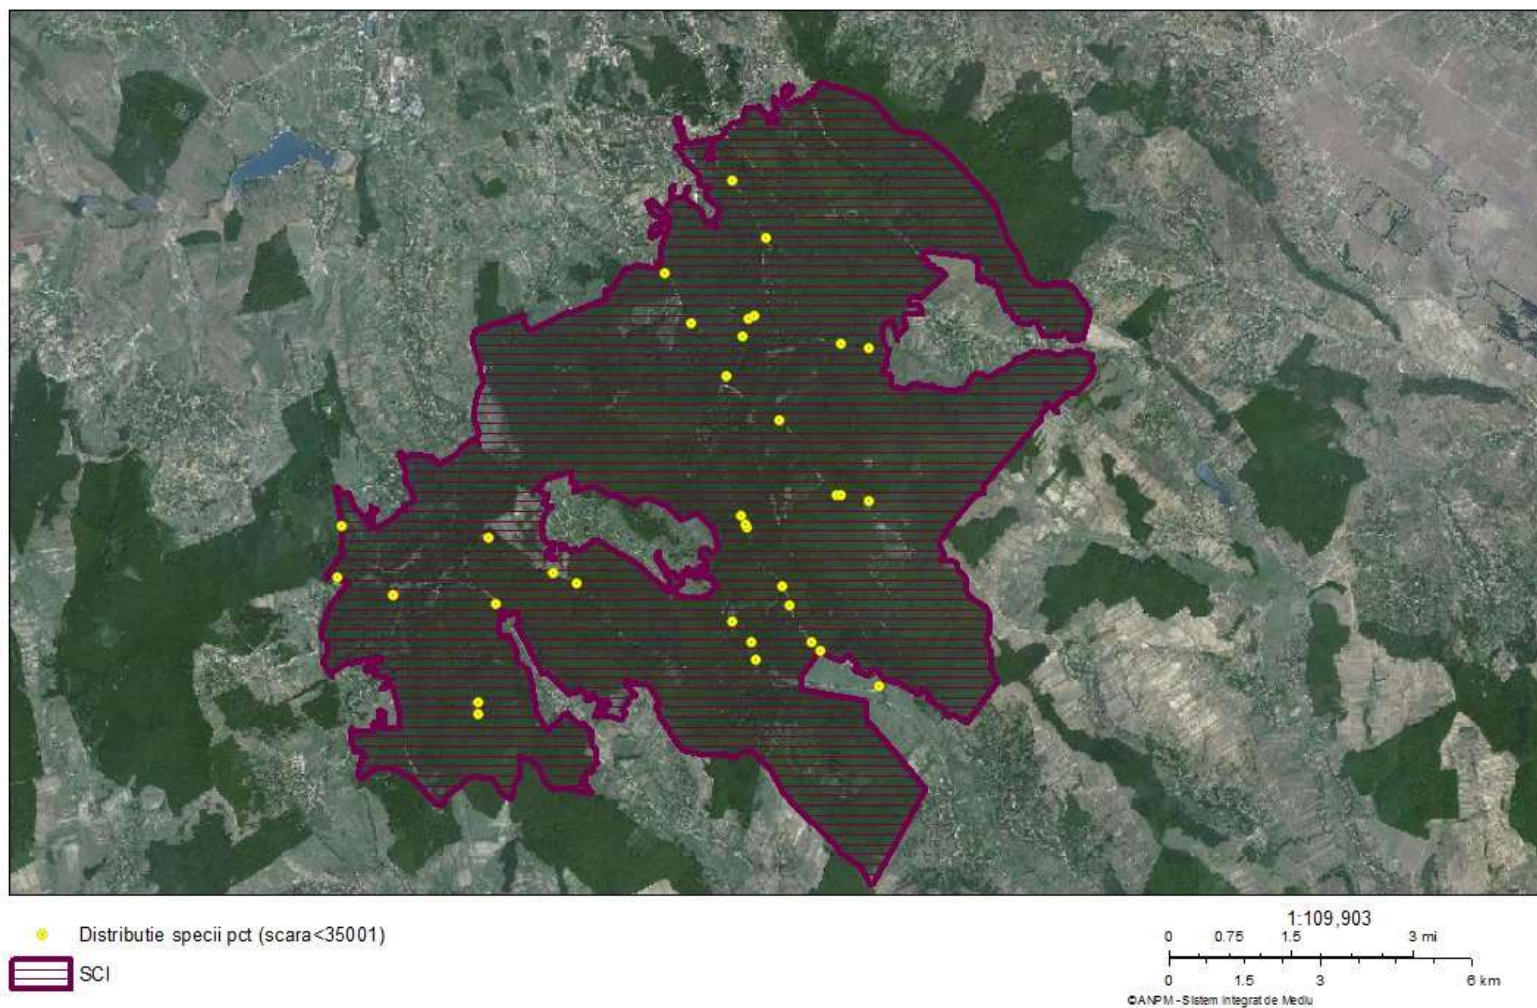 Distributie specii pct (scara<35001)
SCI
1:109,903
0 0.75 1.5 3 mi
0 1.5 3 6 km
©ANPM - Sistem Integrat de Mediu